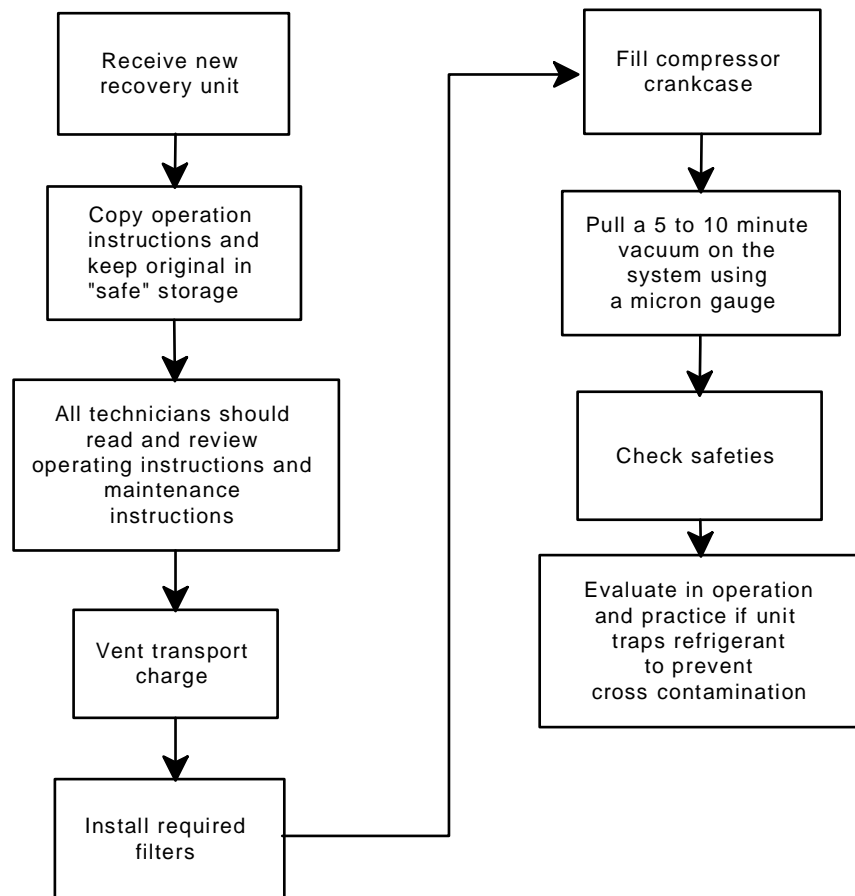 Receive new
recovery unit
Copy operation
instructions and
keep original in
"safe" storage
All technicians should
read and review
operating instructions and
maintenance
instructions
Vent transport
charge
Install required
filters
Fill compressor
crankcase
Pull a 5 to 10 minute
vacuum on the
system using
a micron gauge
Check safeties
Evaluate in operation
and practice if unit
traps refrigerant
to prevent
cross contamination